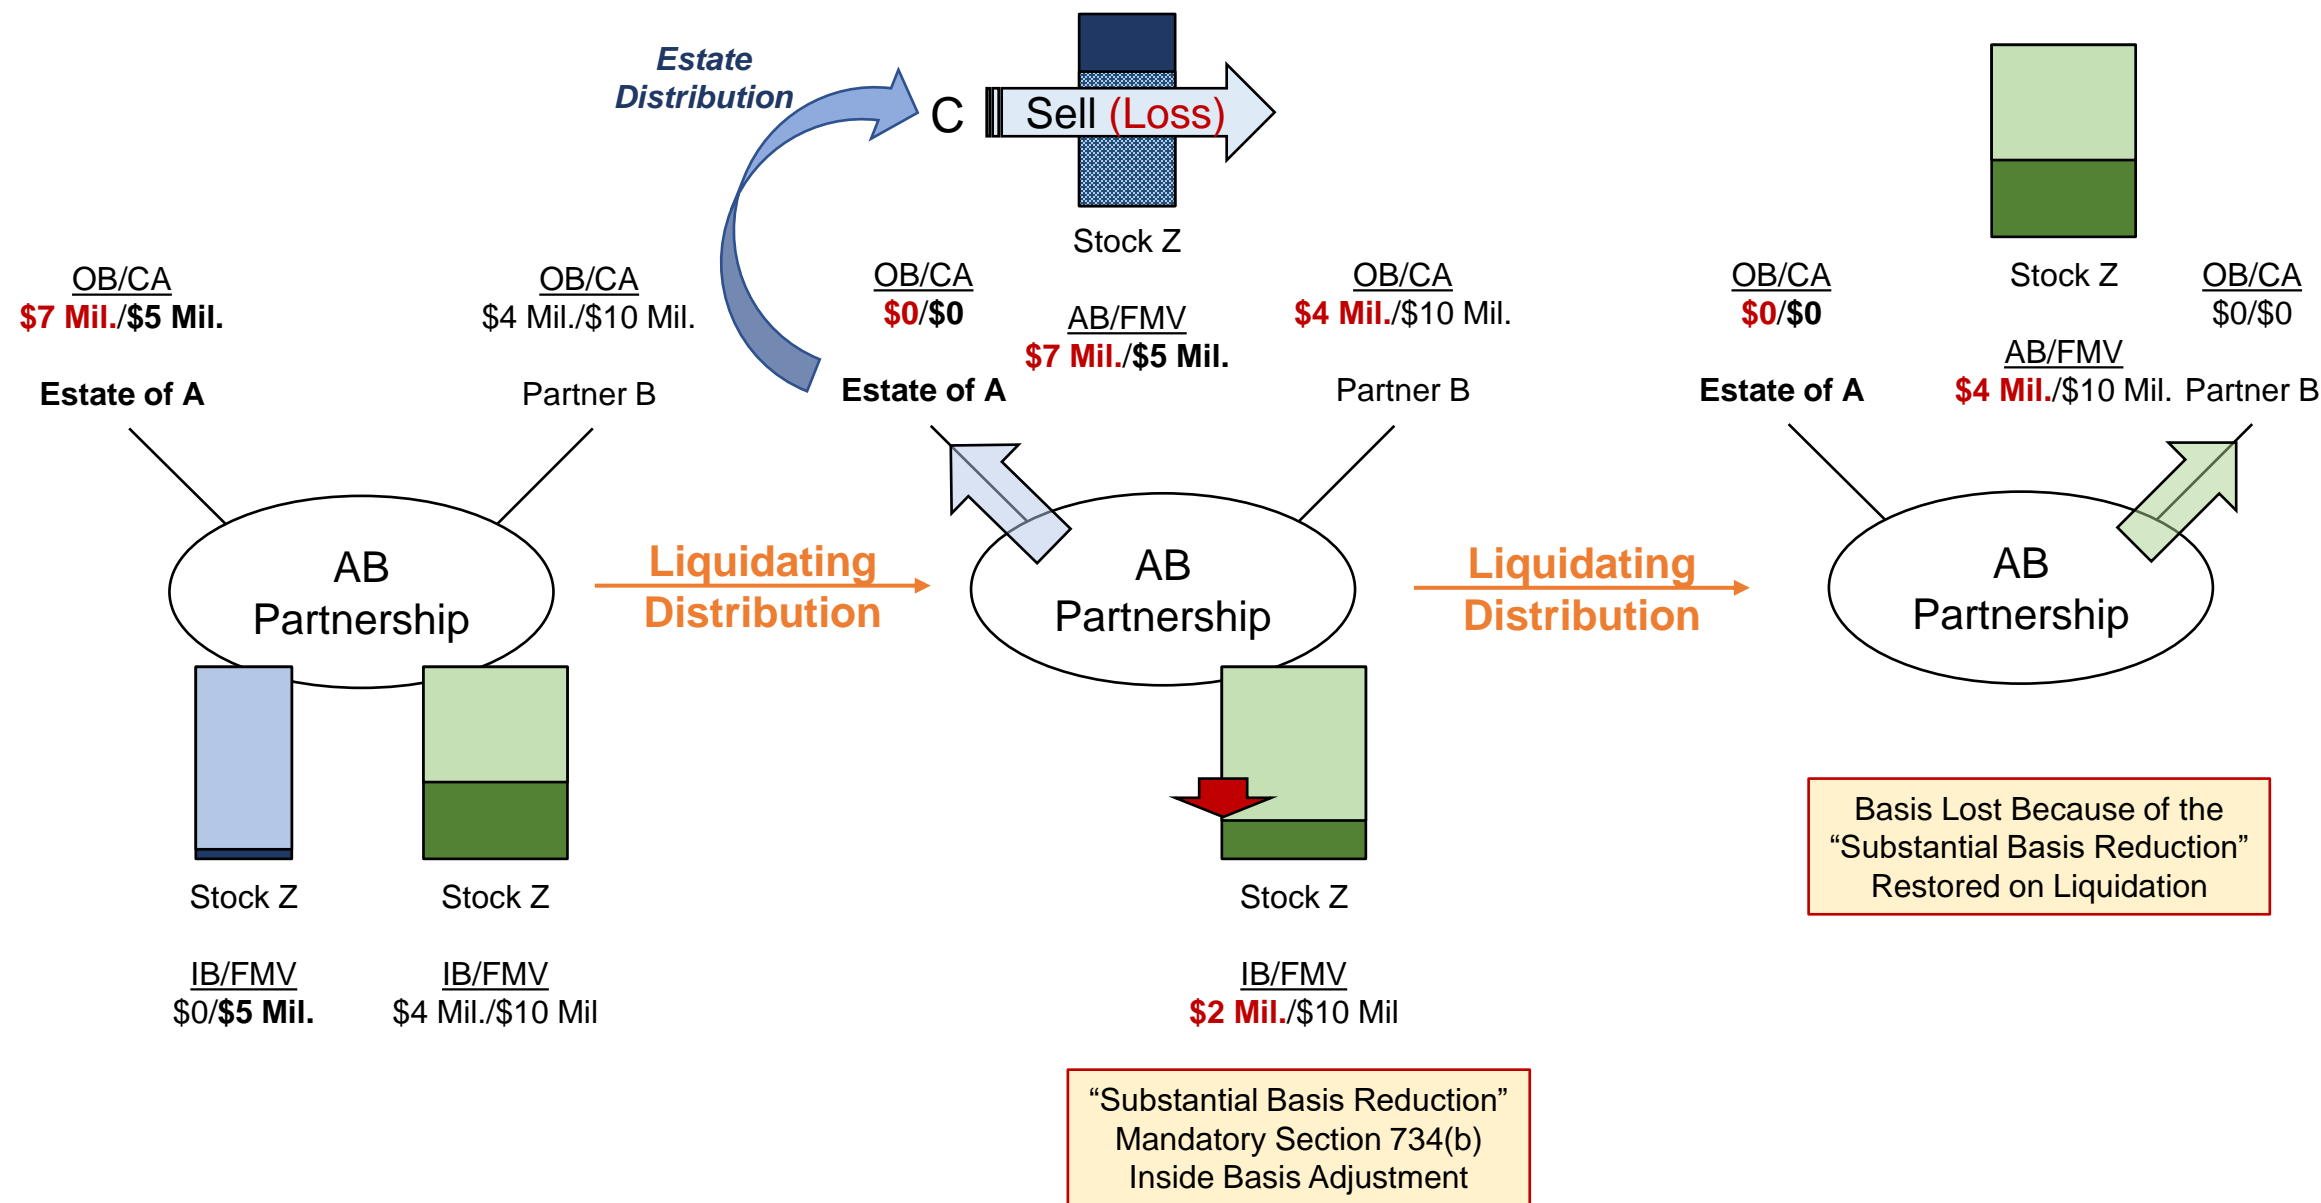 Estate
Distribution
C
Sell (Loss)
Stock Z
OB/CA
$7 Mil./$5 Mil.
Estate of A
OB/CA
$4 Mil./$10 Mil.
Partner B
AB
Partnership
Stock Z
IB/FMV
$0/$5 Mil.
Stock Z
IB/FMV
$4 Mil./$10 Mil
Liquidating
Distribution
OB/CA
$0/$0
Estate of A
AB/FMV
$7 Mil./$5 Mil.
OB/CA
$4 Mil./$10 Mil.
Partner B
AB
Partnership
Stock Z
IB/FMV
$2 Mil./$10 Mil
“Substantial Basis Reduction”
Mandatory Section 734(b)
Inside Basis Adjustment
Liquidating
Distribution
OB/CA
$0/$0
Estate of A
Stock Z
AB/FMV
$4 Mil./$10 Mil.
OB/CA
$0/$0
Partner B
AB
Partnership
Basis Lost Because of the
“Substantial Basis Reduction”
Restored on Liquidation